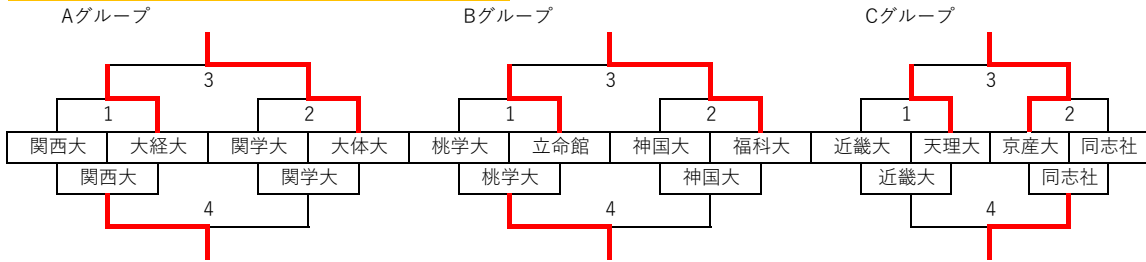 Aグループ Bグループ Cグループ
3 3 3
1 2 1 2 1 2
関西大 大経大 関学大 大体大 桃学大 立命館 神国大 福科大 近畿大 天理大 京産大 同志社
関西大 関学大 桃学大 神国大 近畿大 同志社
4 4 4